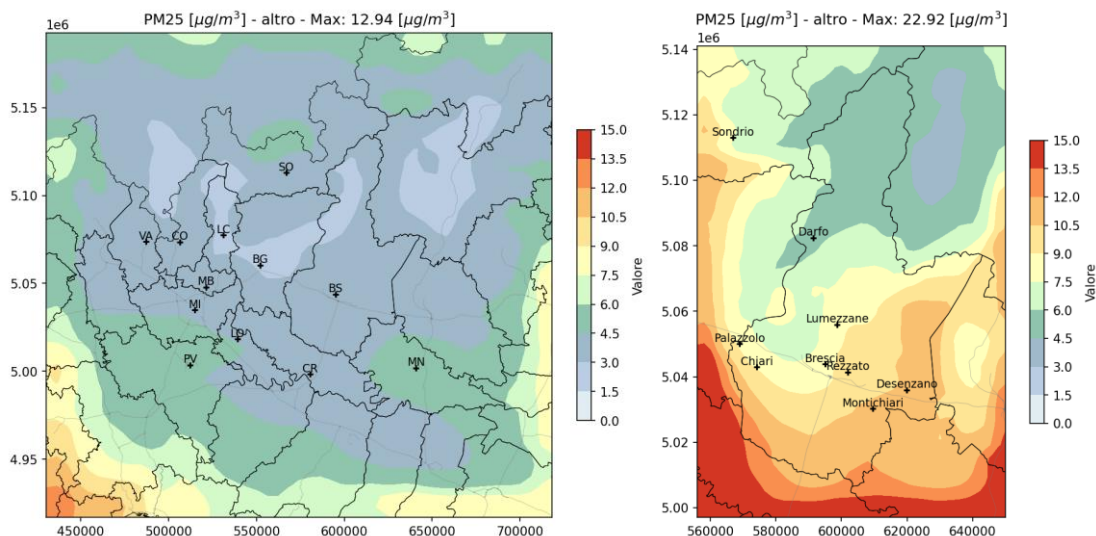 PM25 [μg/m³] - altro - Max: 12.94 [μg/m³]
1e6
5.15
5.10
5.05
5.00
4.95
450000 500000 550000 600000 650000 700000
SO
VA CO LC
BG
MB
BS
MI
LO
PV
CR
MN
15.0
13.5
12.0
10.5
9.0
7.5
6.0
4.5
3.0
1.5
0.0
Valore
PM25 [μg/m³] - altro - Max: 22.92 [μg/m³]
1e6
5.14
5.12
5.10
5.08
5.06
5.04
5.02
5.00
560000 580000 600000 620000 640000
Sondrio
Darfo
Lumezzane
Palazzolo
Chiari
Brescia
Rezzato
Desenzano
Montichiari
15.0
13.5
12.0
10.5
9.0
7.5
6.0
4.5
3.0
1.5
0.0
Valore